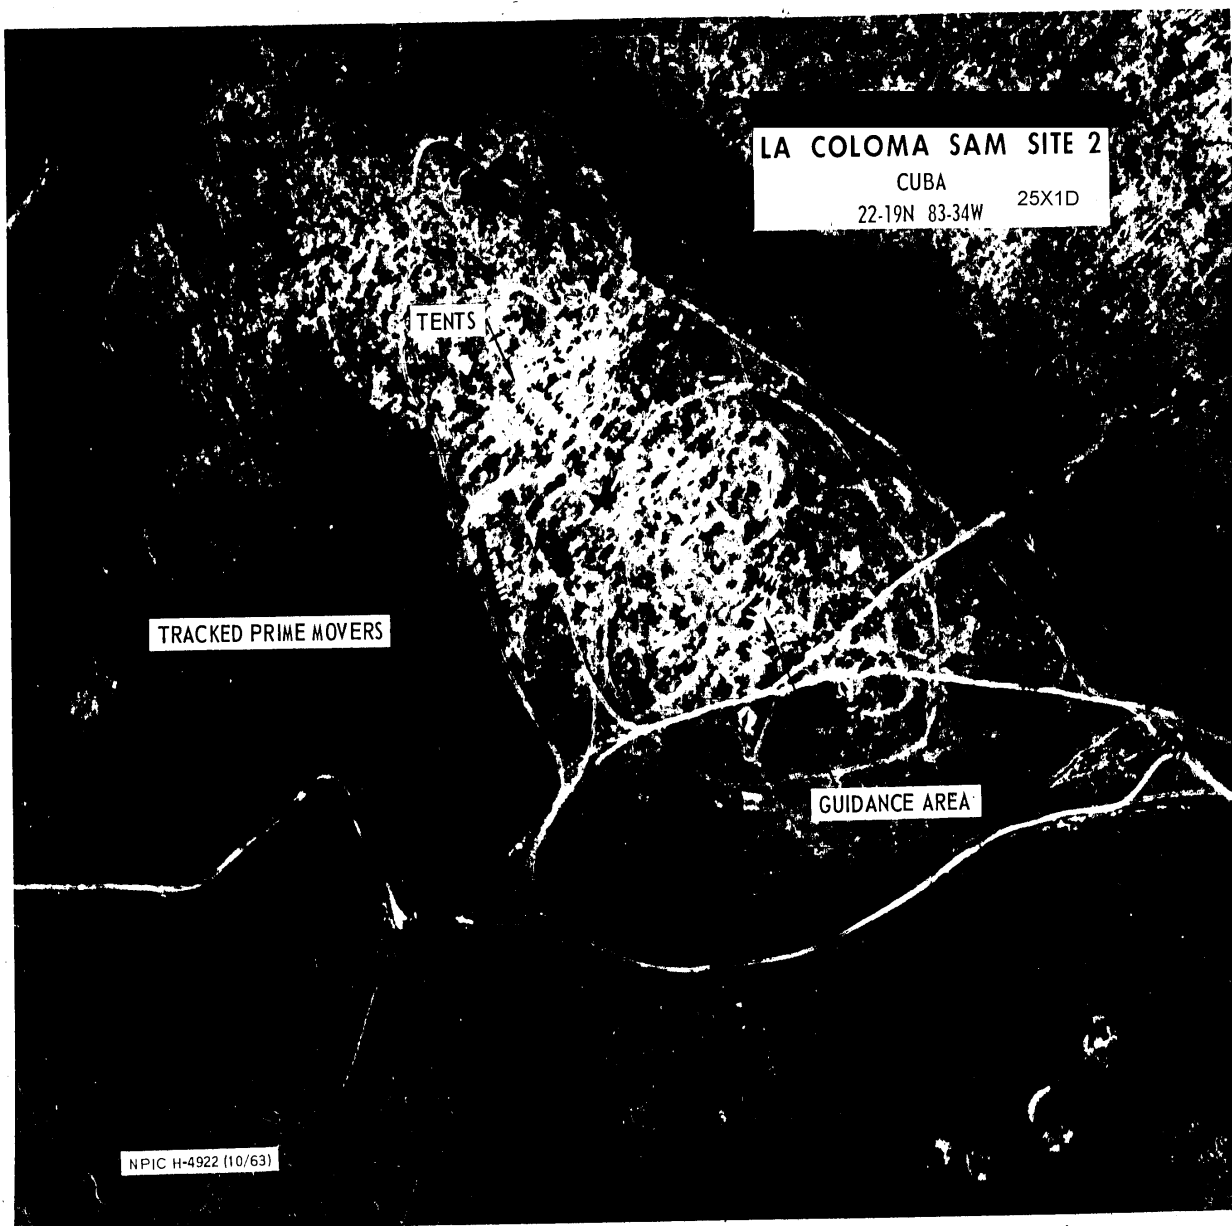 LA COLOMA SAM SITE 2
CUBA
22-19N 83-34W 25X1D
TENTS
TRACKED PRIME MOVERS
GUIDANCE AREA
NPIC H-4922 (10/63)